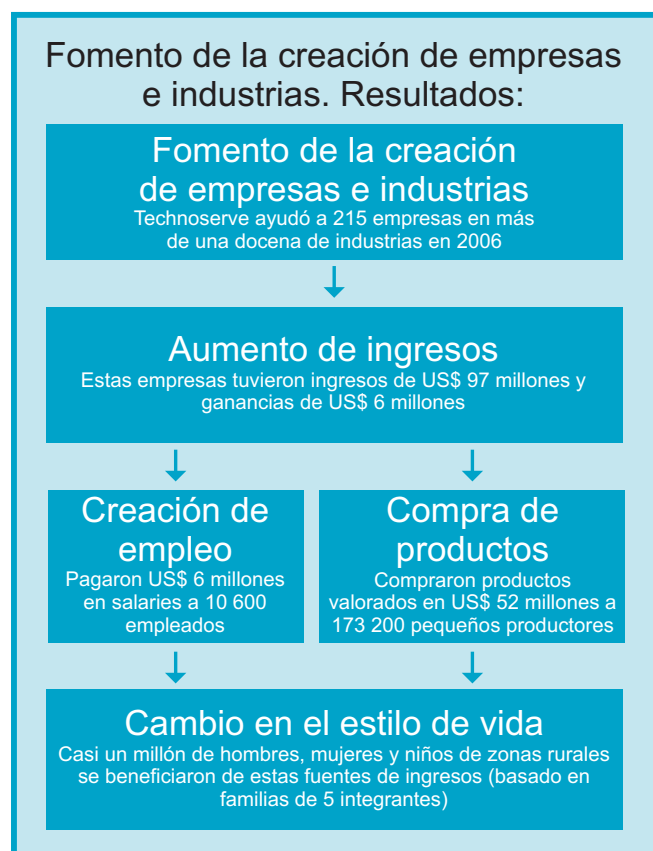 Fomento de la creación de empresas
e industrias. Resultados:
Fomento de la creación
de empresas e industrias
Technoserve ayudó a 215 empresas en más
de una docena de industrias en 2006
Aumento de ingresos
Estas empresas tuvieron ingresos de US$ 97 millones y
ganancias de US$ 6 millones
Creación de
empleo
Pagaron US$ 6 millones
en salaries a 10 600
empleados
Compra de
productos
Compraron productos
valorados en US$ 52 millones a
173 200 pequeños productores
Cambio en el estilo de vida
Casi un millón de hombres, mujeres y niños de zonas rurales
se beneficiaron de estas fuentes de ingresos (basado en
familias de 5 integrantes)